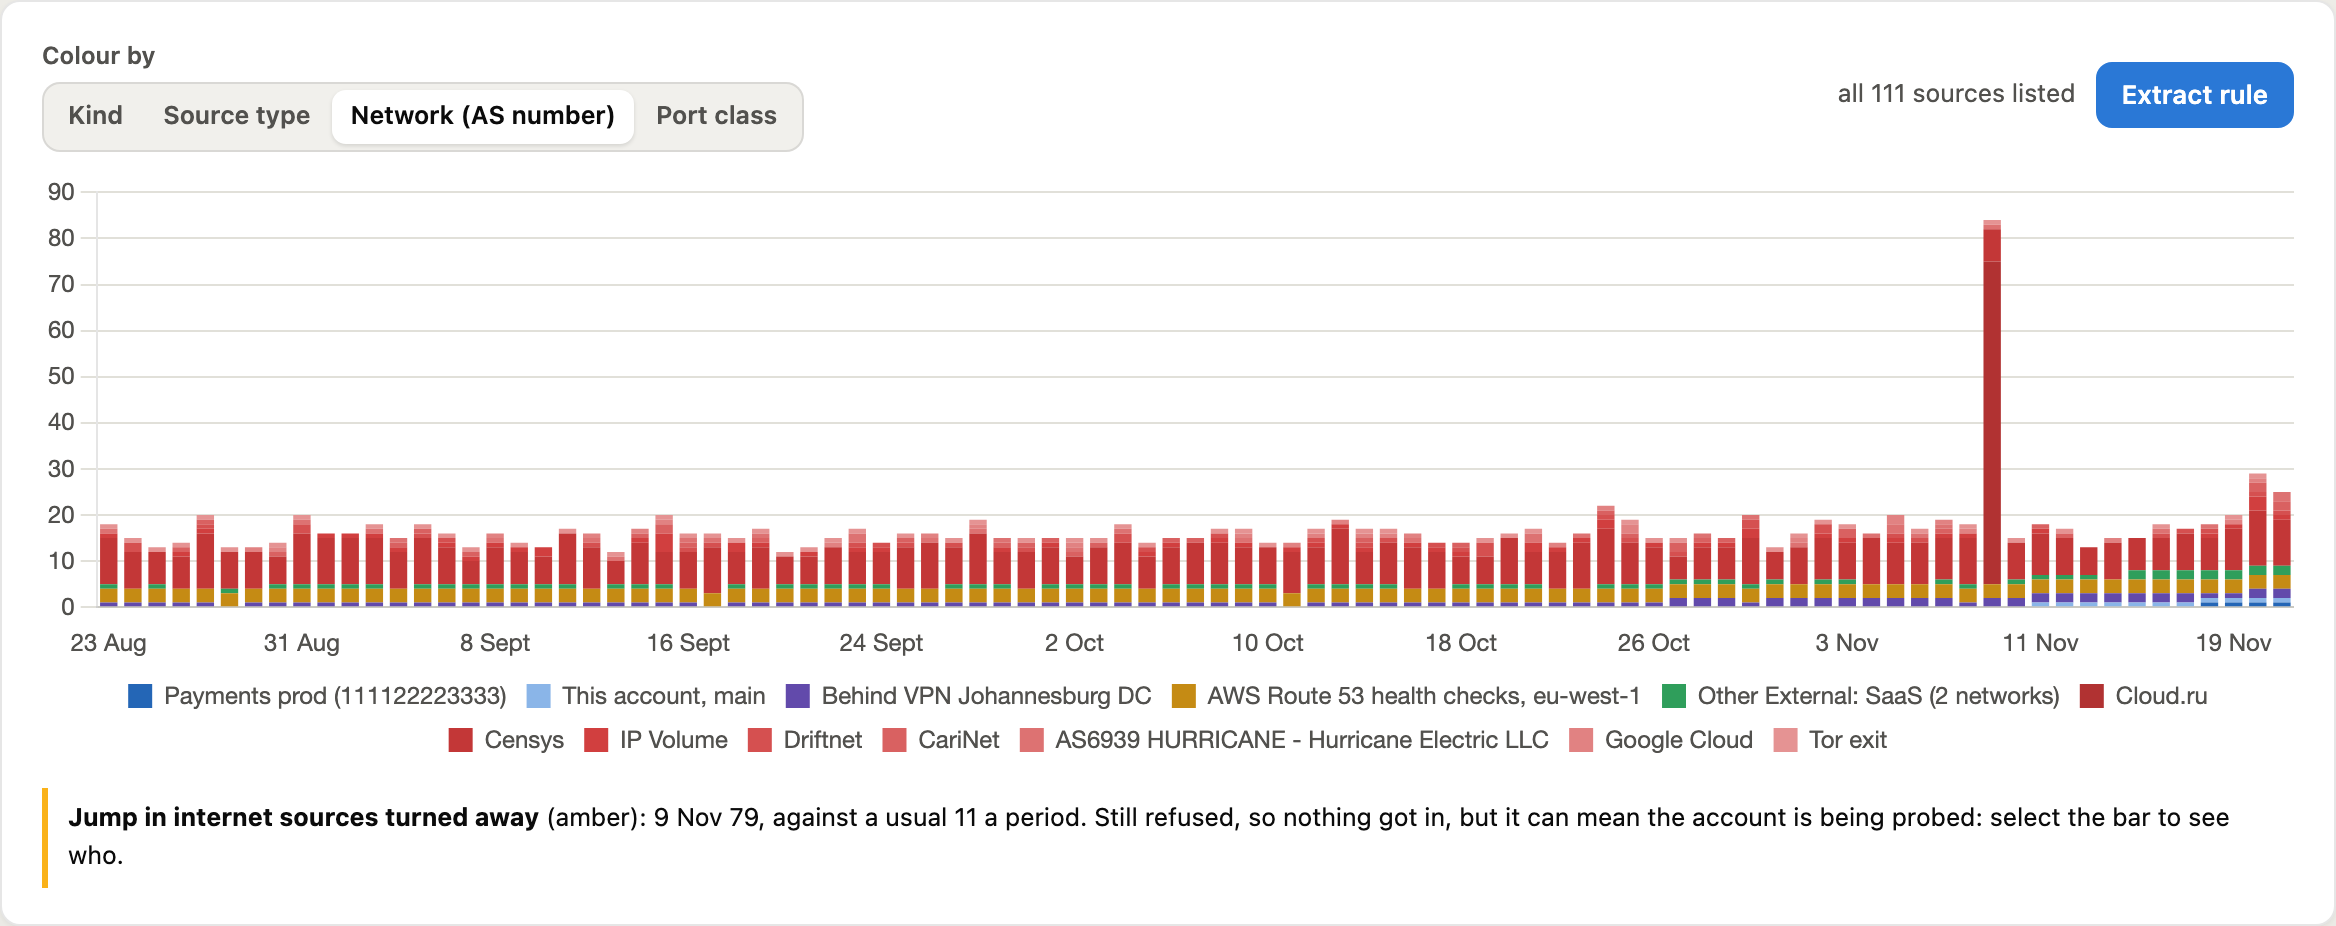 Colour by
Kind Source type Network (AS number) Port class
all 111 sources listed
Extract rule
90
80
70
60
50
40
30
20
10
0
23 Aug 31 Aug 8 Sept 16 Sept 24 Sept 2 Oct 10 Oct 18 Oct 26 Oct 3 Nov 11 Nov 19 Nov
Payments prod (111122223333) This account, main Behind VPN Johannesburg DC AWS Route 53 health checks, eu-west-1 Other External: SaaS (2 networks) Cloud.ru
Censys IP Volume Driftnet CariNet AS6939 HURRICANE - Hurricane Electric LLC Google Cloud Tor exit
Jump in internet sources turned away (amber): 9 Nov 79, against a usual 11 a period. Still refused, so nothing got in, but it can mean the account is being probed: select the bar to see
who.